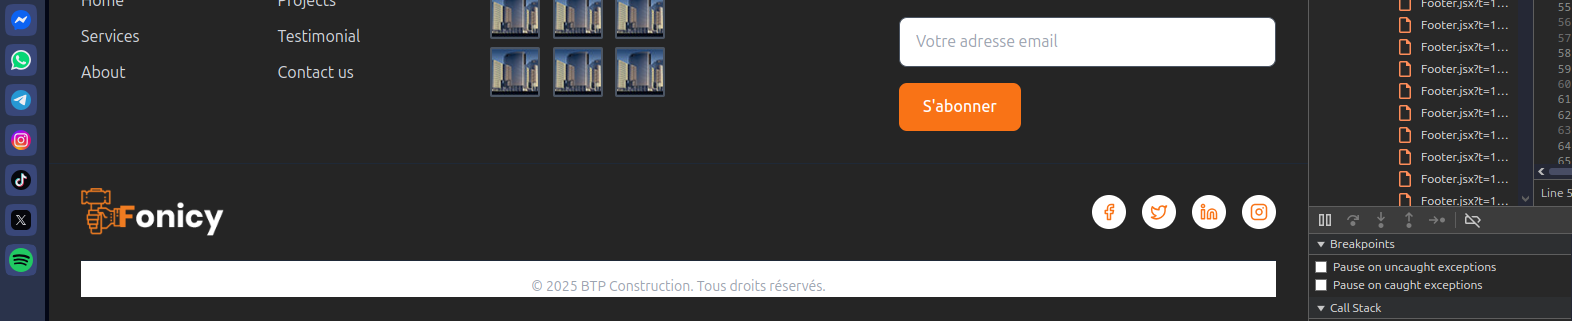 Home
Projects
Services
Testimonial
About
Contact us
Votre adresse email
S'abonner
Fonicy
© 2025 BTP Construction. Tous droits réservés.
Footer.jsx?t=1...
Footer.jsx?t=1...
Footer.jsx?t=1...
Footer.jsx?t=1...
Footer.jsx?t=1...
Footer.jsx?t=1...
Footer.jsx?t=1...
Footer.jsx?t=1...
Footer.jsx?t=1...
Footer.jsx?t=1...
55
56
57
58
59
60
61
62
63
64
65
Line 5
Breakpoints
Pause on uncaught exceptions
Pause on caught exceptions
Call Stack